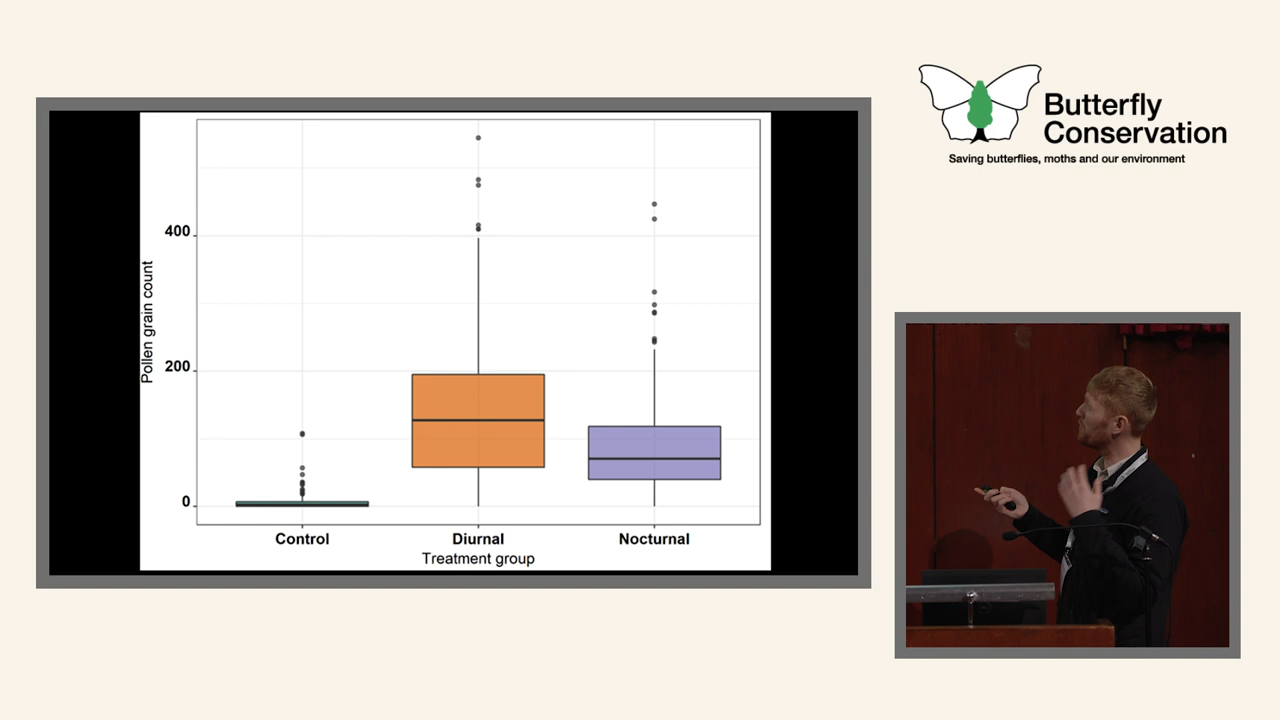 Butterfly
Conservation
Saving butterflies, moths and our environment
Pollen grain count
400
200
0
Control
Diurnal
Nocturnal
Treatment group